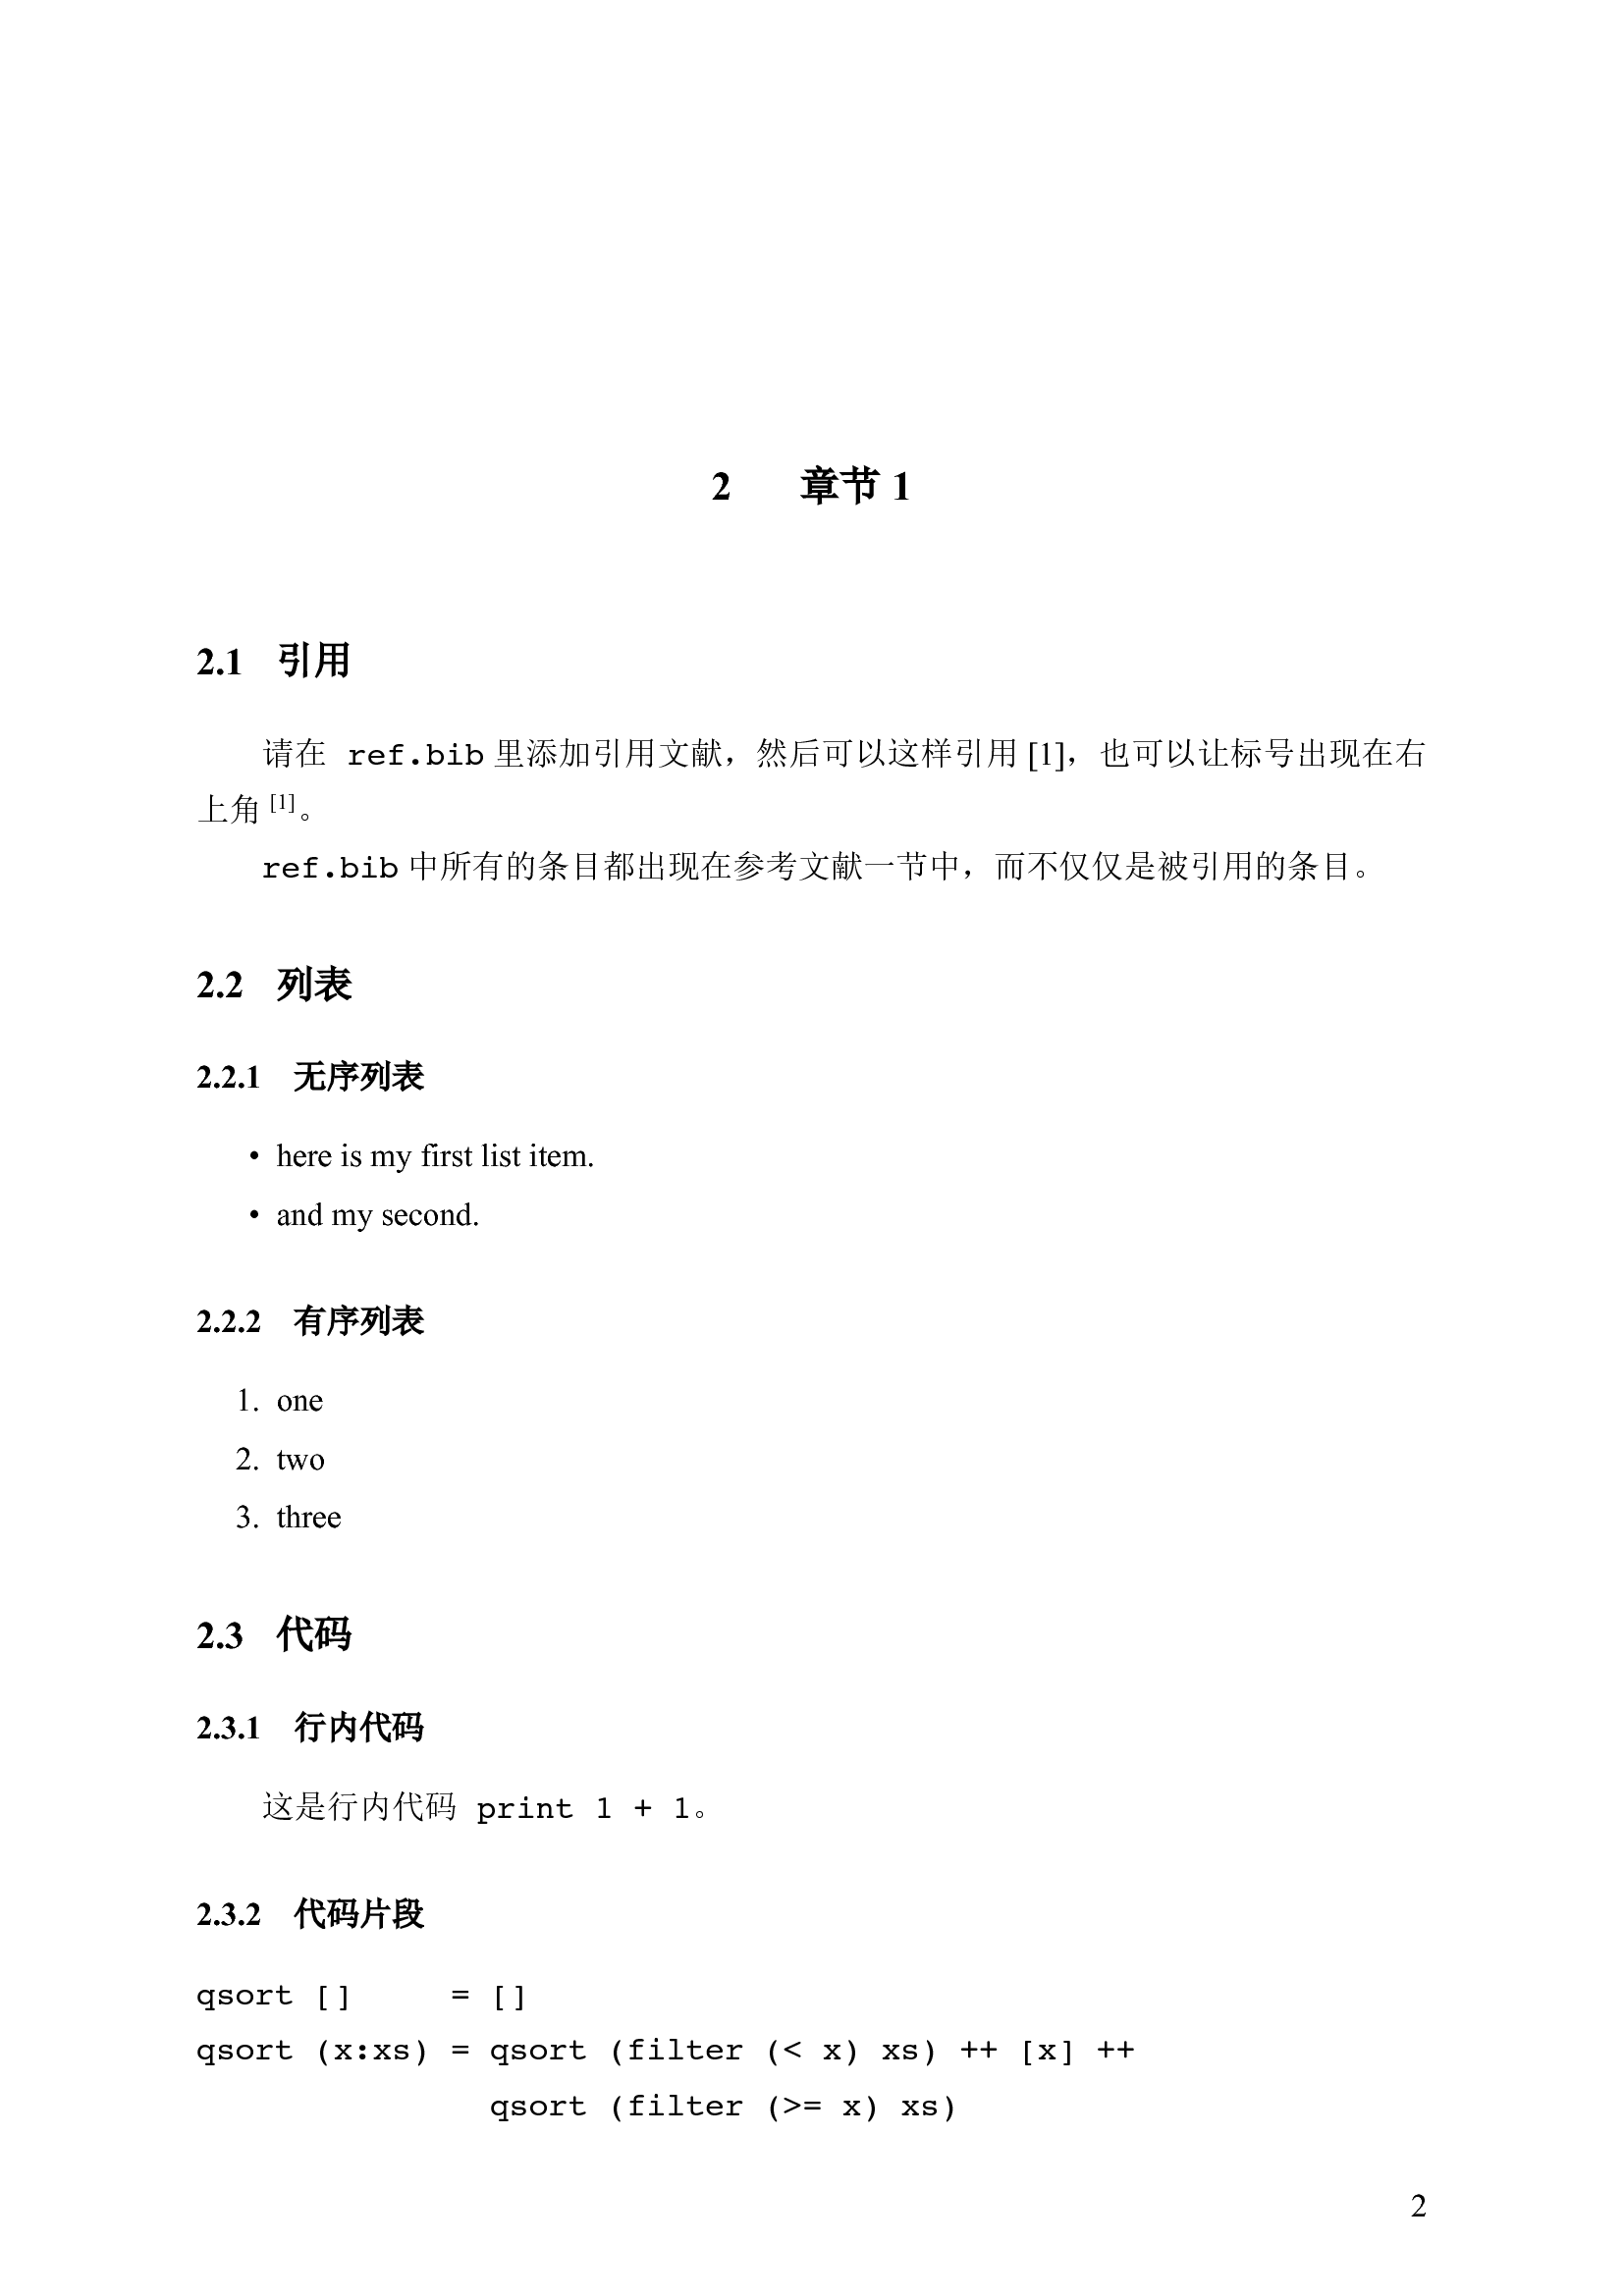 2 章节 1
2.1 引用
请在 ref.bib 里添加引用文献，然后可以这样引用 [1]，也可以让标号出现在右
上角 [1]。
ref.bib 中所有的条目都出现在参考文献一节中，而不仅仅是被引用的条目。
2.2 列表
2.2.1 无序列表
• here is my first list item.
• and my second.
2.2.2 有序列表
1. one
2. two
3. three
2.3 代码
2.3.1 行内代码
这是行内代码 print 1 + 1。
2.3.2 代码片段
qsort []     = []
qsort (x:xs) = qsort (filter (< x) xs) ++ [x] ++
               qsort (filter (>= x) xs)
2